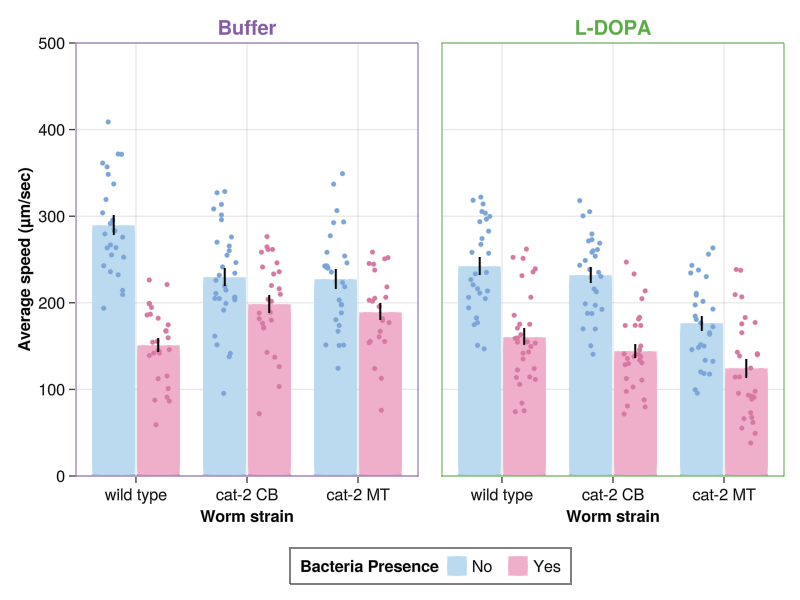 Buffer
L-DOPA
Average speed (µm/sec)
500
400
300
200
100
0
wild type cat-2 CB cat-2 MT
wild type cat-2 CB cat-2 MT
Worm strain
Worm strain
Bacteria Presence No Yes